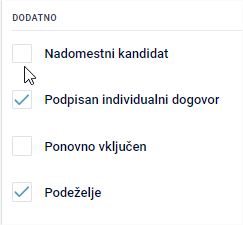 DODATNO
Nadomestni kandidat
Podpisan individualni dogovor
Ponovno vključen
Podeželje